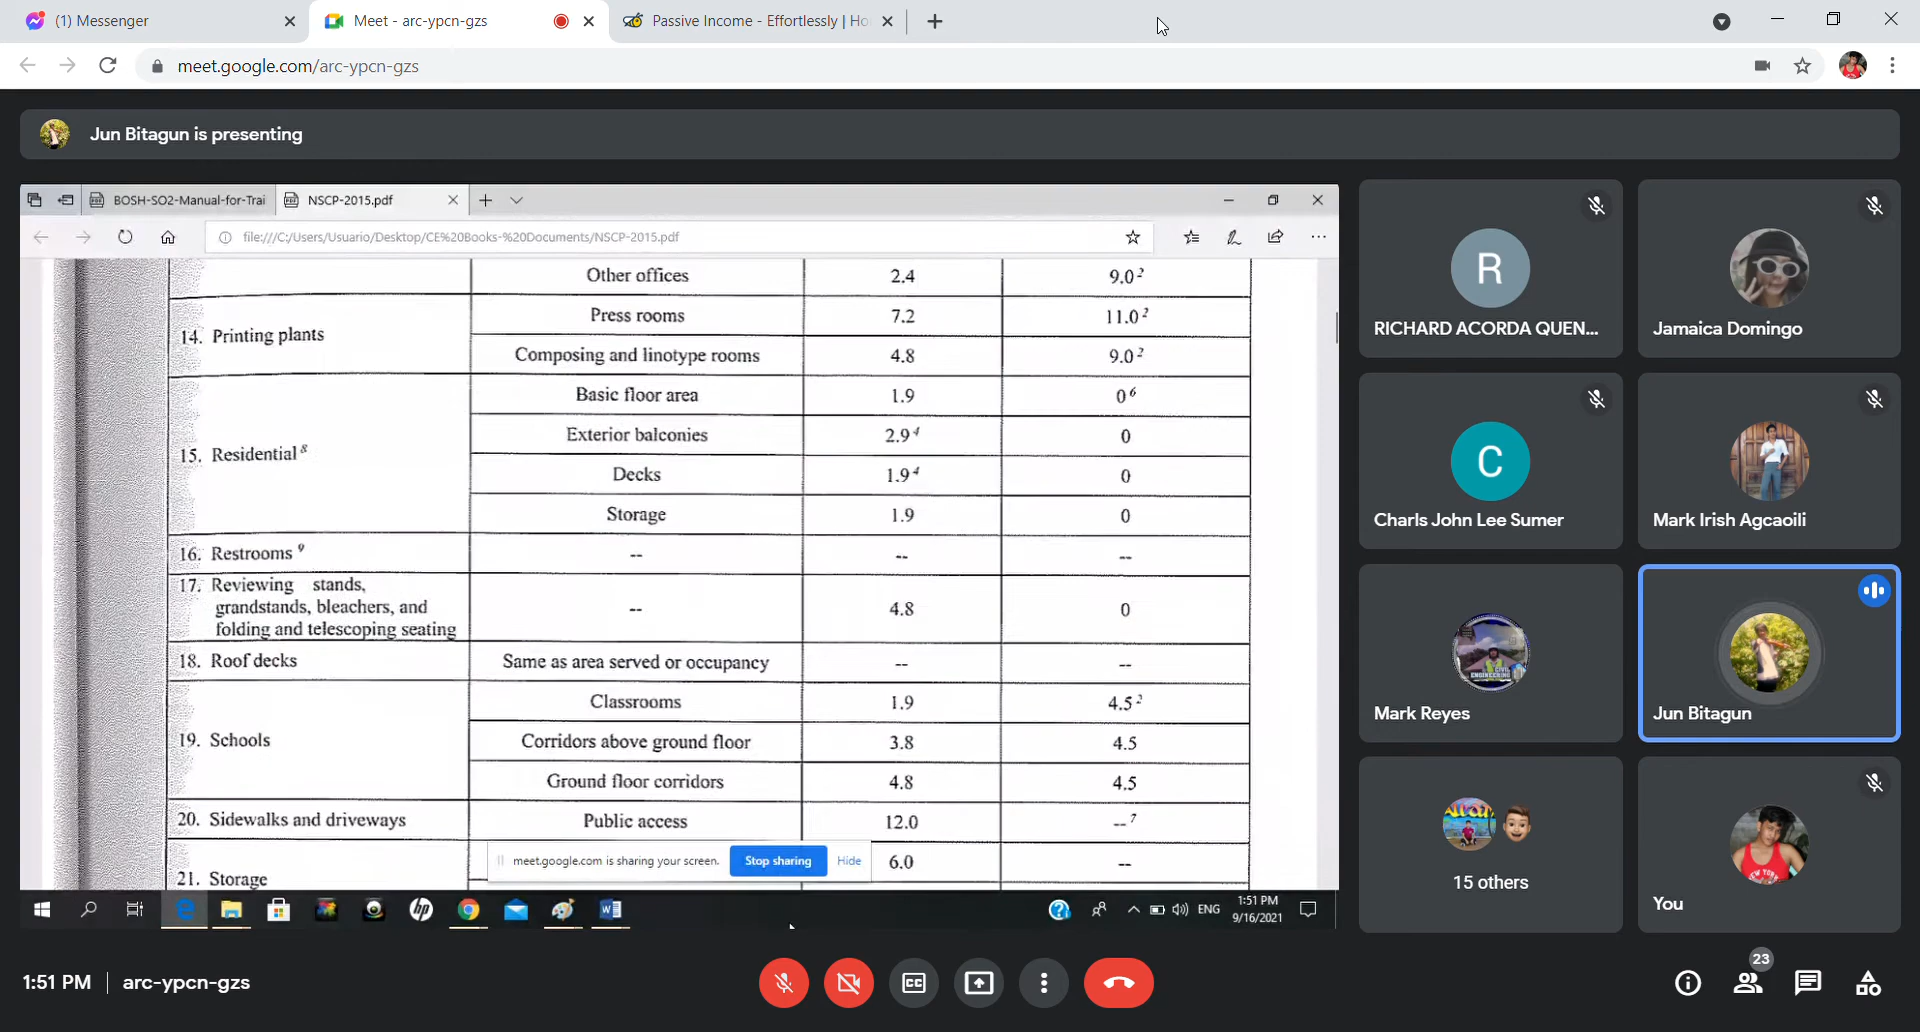 (1) Messenger
Meet - arc-ypcn-gzs
Passive Income - Effortlessly | Ho
meet.google.com/arc-ypcn-gzs
Jun Bitagun is presenting
BOSH-SO2-Manual-for-Trai
NSCP-2015.pdf
file:///C:/Users/Usuario/Desktop/CE%20Books-%20Documents/NSCP-2015.pdf
Other offices 2.4 9.0²
14. Printing plants
Press rooms 7.2 11.0²
Composing and linotype rooms 4.8 9.0²
15. Residential⁸
Basic floor area 1.9 0⁶
Exterior balconies 2.9⁴ 0
Decks 1.9⁴ 0
Storage 1.9 0
16. Restrooms⁹ -- -- --
17. Reviewing stands,
grandstands, bleachers, and
folding and telescoping seating
-- 4.8 0
18. Roof decks Same as area served or occupancy -- --
19. Schools
Classrooms 1.9 4.5²
Corridors above ground floor 3.8 4.5
Ground floor corridors 4.8 4.5
20. Sidewalks and driveways Public access 12.0 --⁷
21. Storage
6.0 --
meet.google.com is sharing your screen. Stop sharing Hide
hp
ENG
1:51 PM
9/16/2021
R
RICHARD ACORDA QUEN...
Jamaica Domingo
C
Charls John Lee Sumer
Mark Irish Agcaoili
CIVIL
ENGINEERING
Mark Reyes
Jun Bitagun
15 others
NEW YORK
You
1:51 PM | arc-ypcn-gzs
CC
23